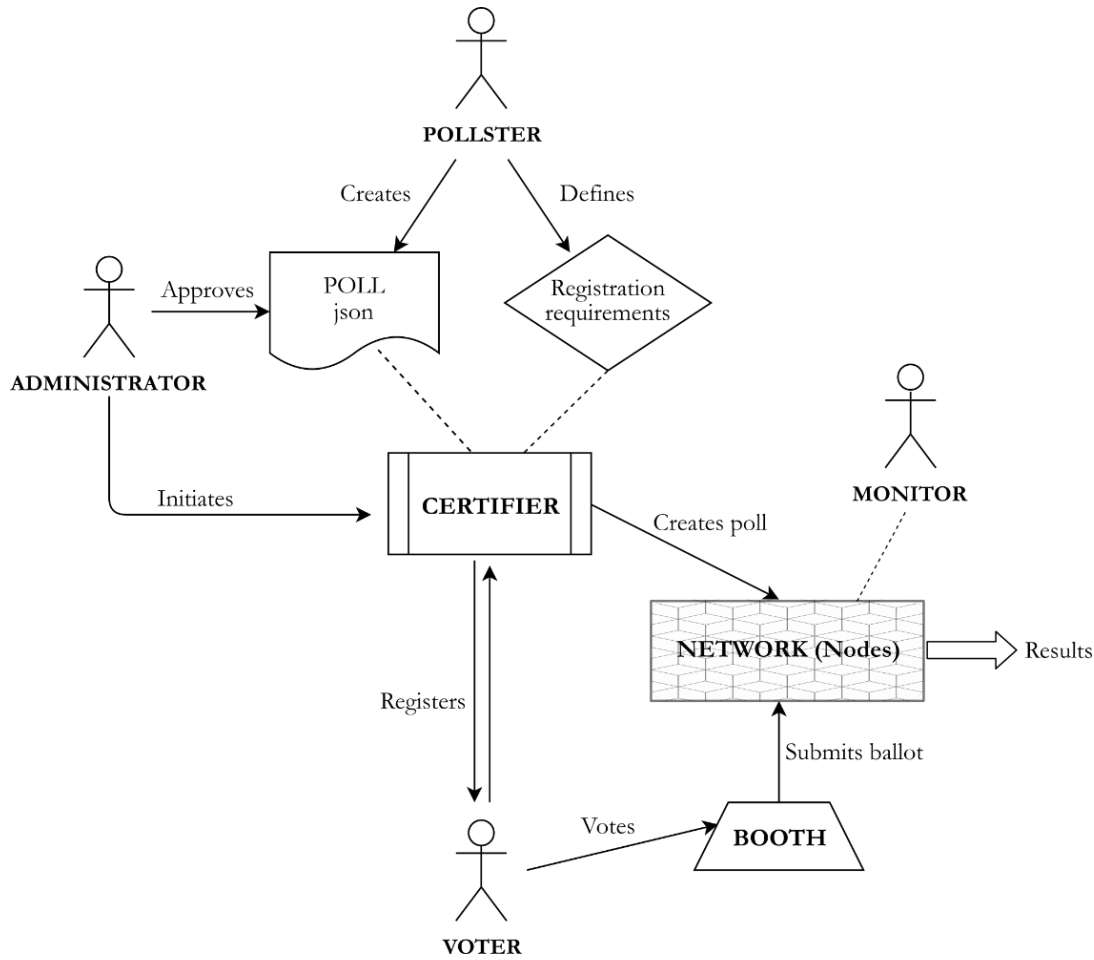 POLLSTER
Creates
Defines
POLL
json
Registration
requirements
Approves
ADMINISTRATOR
MONITOR
Initiates
CERTIFIER
Creates poll
NETWORK (Nodes)
Results
Registers
Submits ballot
Votes
BOOTH
VOTER